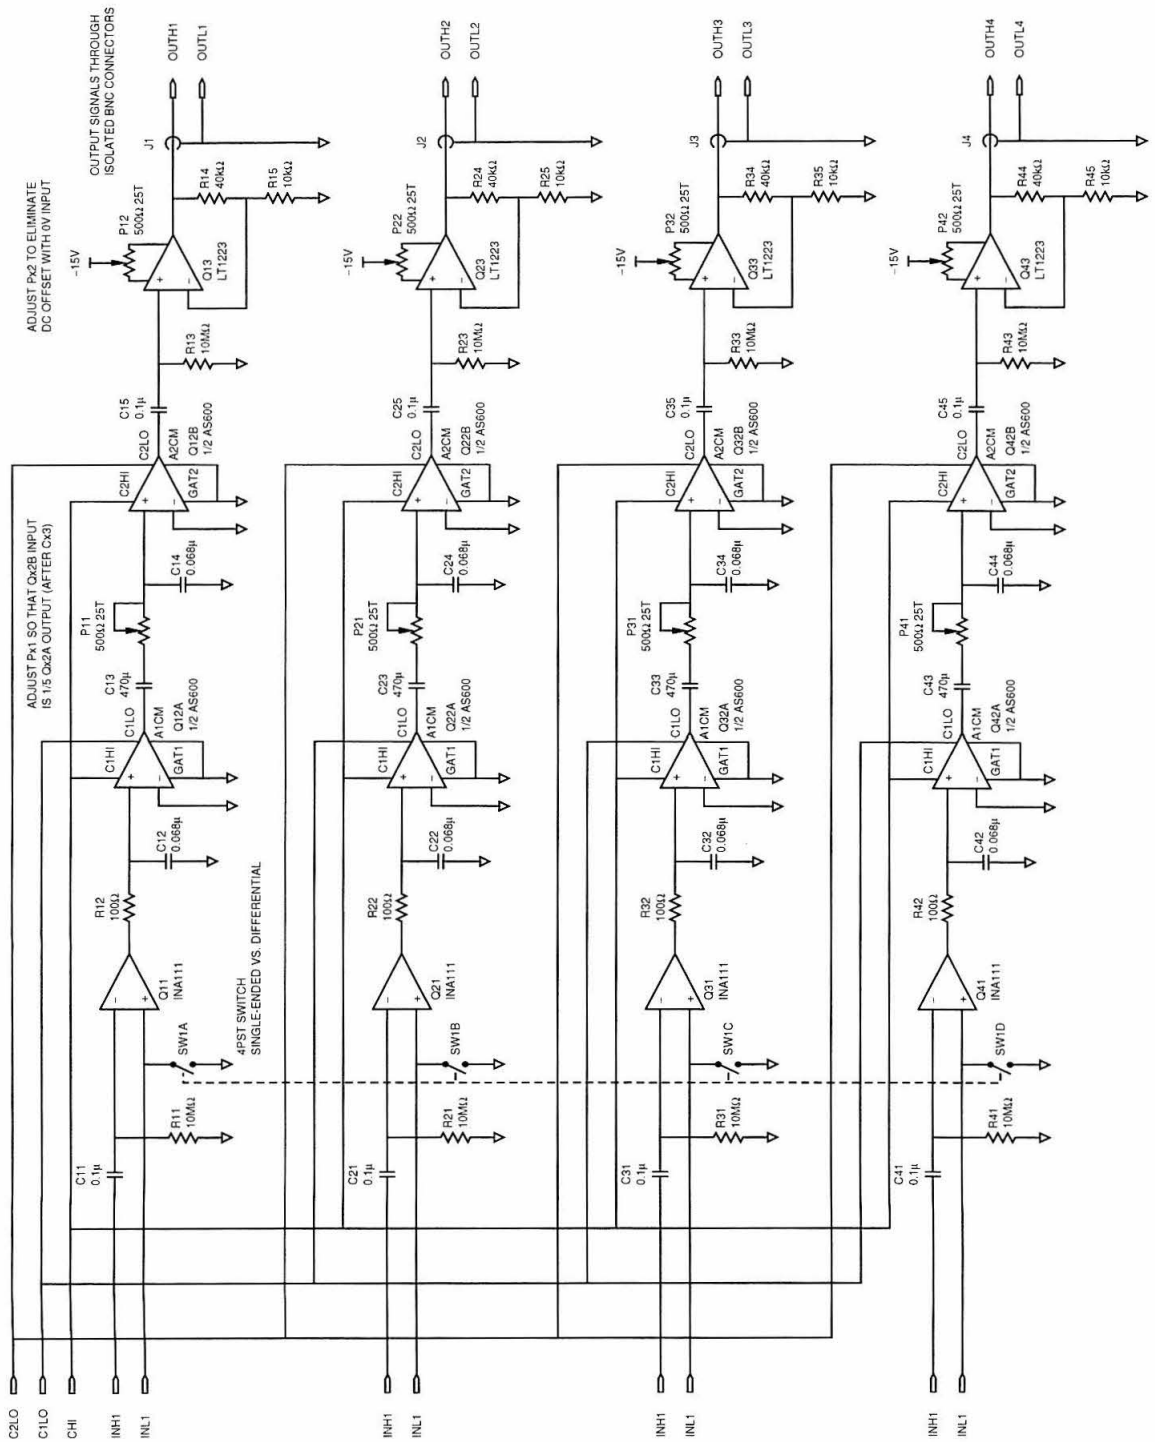 OUTPUT SIGNALS THROUGH
ISOLATED BNC CONNECTORS
ADJUST Px2 TO ELIMINATE
DC OFFSET WITH 0V INPUT
ADJUST Px1 SO THAT Qx2B INPUT
IS 1/5 Qx2A OUTPUT (AFTER Cx3)
C2LO
C1LO
CHI
INH1
INL1
C11
0.1µ
R11
10MΩ
SW1A
4PST SWITCH
SINGLE-ENDED VS. DIFFERENTIAL
−
+
Q11
INA111
R12
100Ω
C12
0.068µ
C1HI
+
−
GAT1
C1LO
A1CM
Q12A
1/2 AS600
C13
470µ
P11
500Ω 25T
C14
0.068µ
C2HI
+
−
GAT2
C2LO
A2CM
Q12B
1/2 AS600
C15
0.1µ
R13
10MΩ
−15V
P12
500Ω 25T
+
−
Q13
LT1223
R14
40kΩ
R15
10kΩ
J1
OUTH1
OUTL1
INH1
INL1
C21
0.1µ
R21
10MΩ
SW1B
−
+
Q21
INA111
R22
100Ω
C22
0.068µ
C1HI
+
−
GAT1
C1LO
A1CM
Q22A
1/2 AS600
C23
470µ
P21
500Ω 25T
C24
0.068µ
C2HI
+
−
GAT2
C2LO
A2CM
Q22B
1/2 AS600
C25
0.1µ
R23
10MΩ
−15V
P22
500Ω 25T
+
−
Q23
LT1223
R24
40kΩ
R25
10kΩ
J2
OUTH2
OUTL2
INH1
INL1
C31
0.1µ
R31
10MΩ
SW1C
−
+
Q31
INA111
R32
100Ω
C32
0.068µ
C1HI
+
−
GAT1
C1LO
A1CM
Q32A
1/2 AS600
C33
470µ
P31
500Ω 25T
C34
0.068µ
C2HI
+
−
GAT2
C2LO
A2CM
Q32B
1/2 AS600
C35
0.1µ
R33
10MΩ
−15V
P32
500Ω 25T
+
−
Q33
LT1223
R34
40kΩ
R35
10kΩ
J3
OUTH3
OUTL3
INH1
INL1
C41
0.1µ
R41
10MΩ
SW1D
−
+
Q41
INA111
R42
100Ω
C42
0.068µ
C1HI
+
−
GAT1
C1LO
A1CM
Q42A
1/2 AS600
C43
470µ
P41
500Ω 25T
C44
0.068µ
C2HI
+
−
GAT2
C2LO
A2CM
Q42B
1/2 AS600
C45
0.1µ
R43
10MΩ
−15V
P42
500Ω 25T
+
−
Q43
LT1223
R44
40kΩ
R45
10kΩ
J4
OUTH4
OUTL4